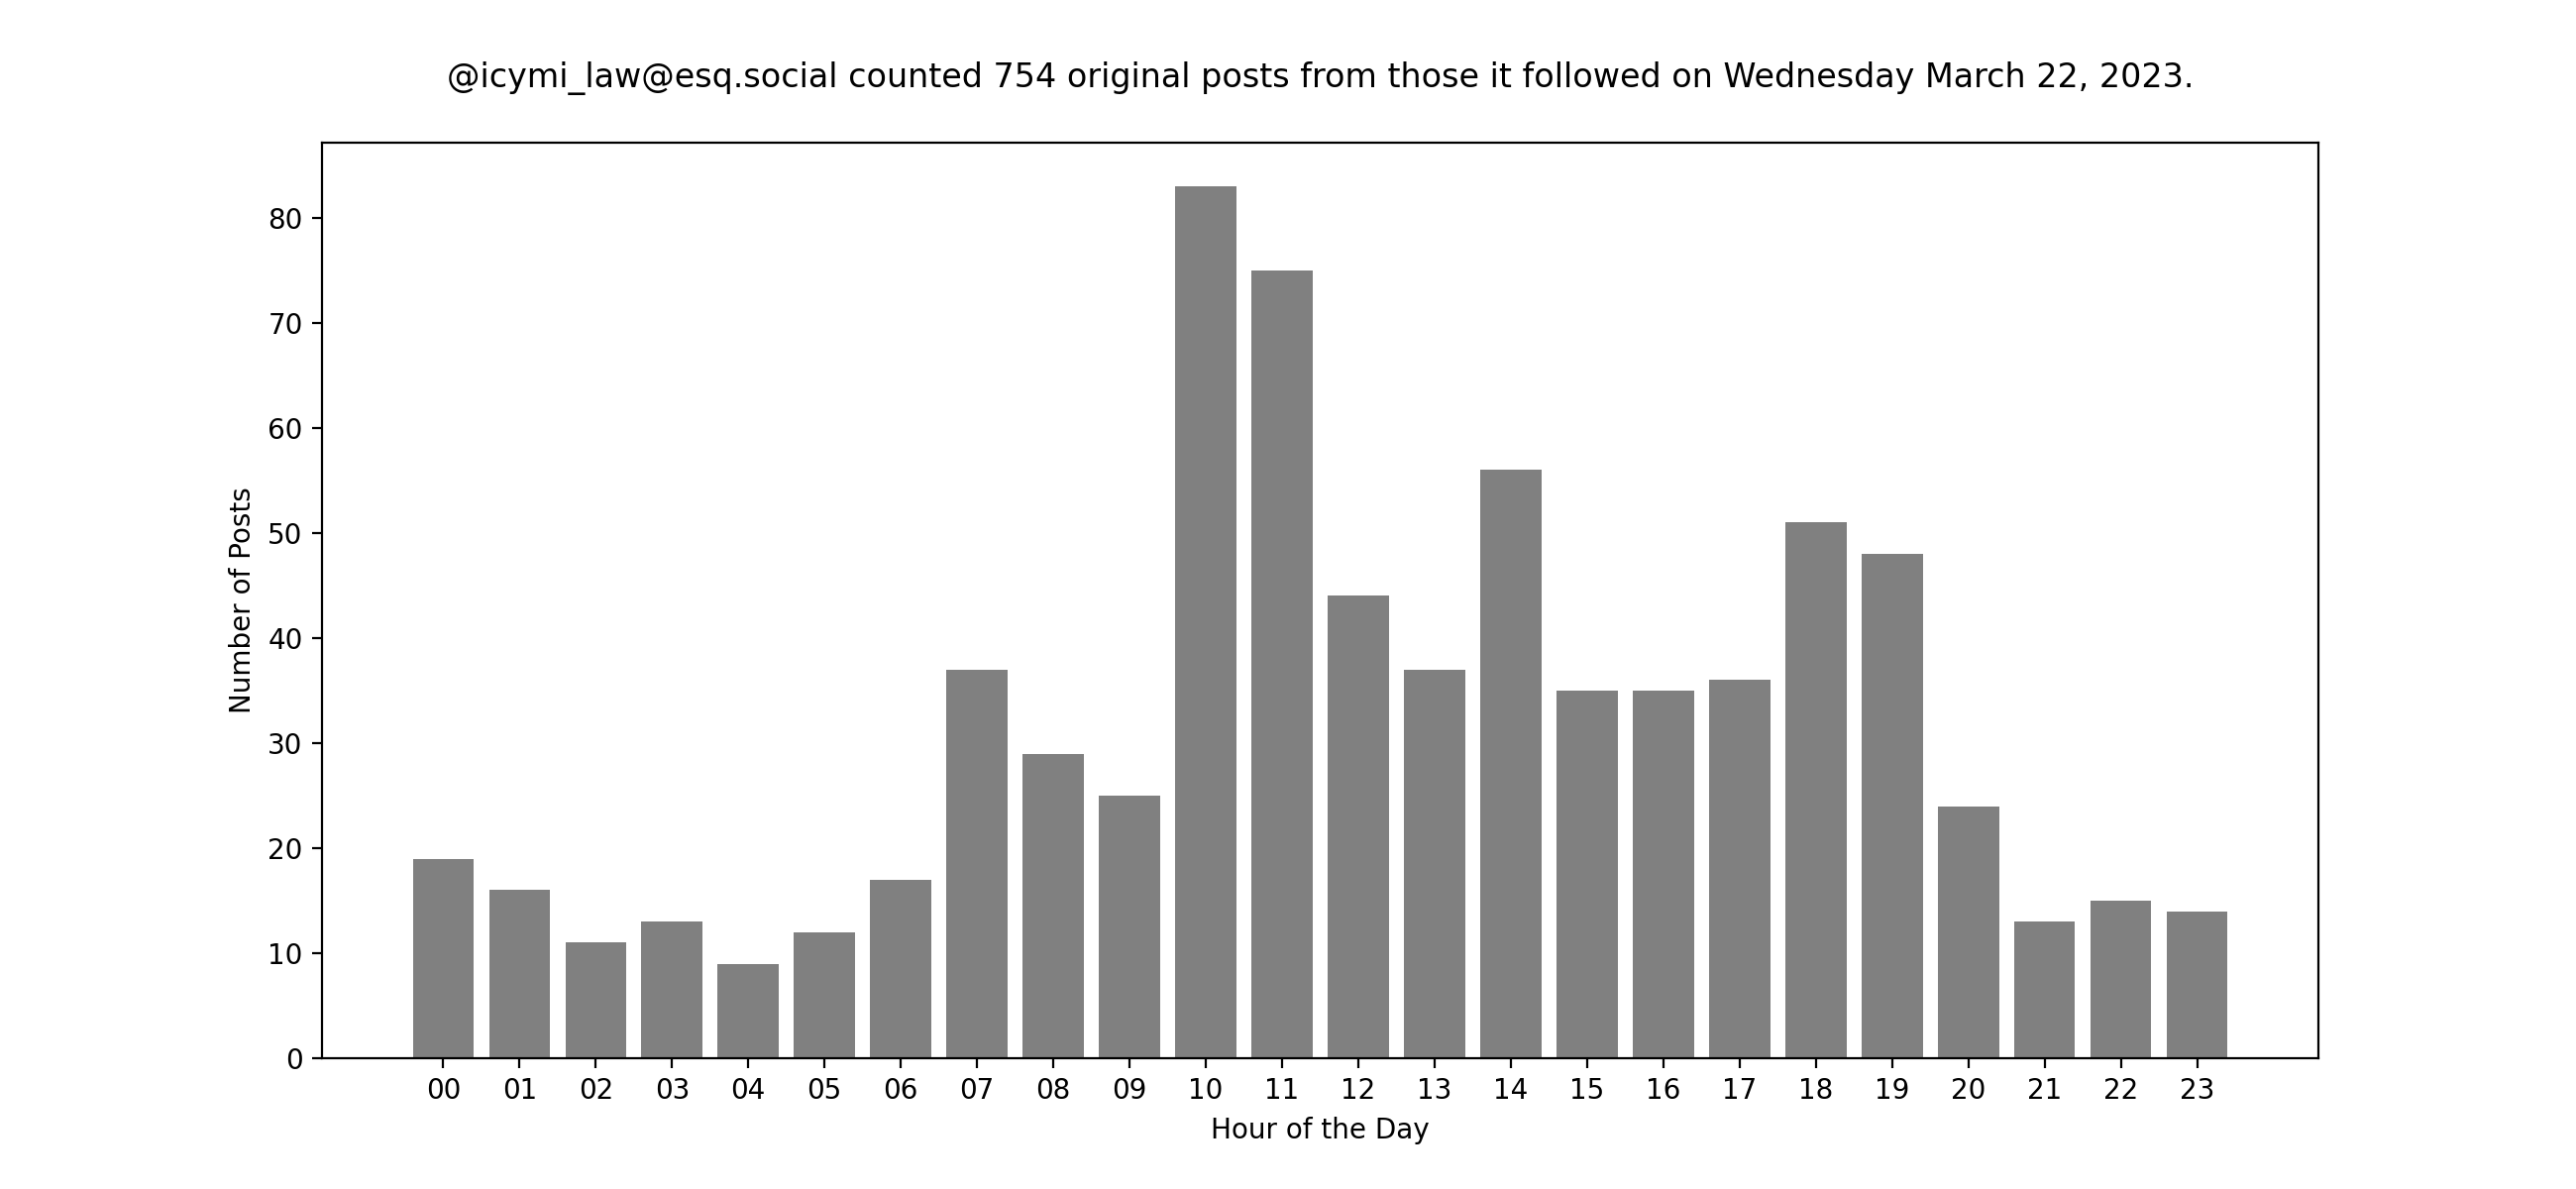 @icymi_law@esq.social counted 754 original posts from those it followed on Wednesday March 22, 2023.
Number of Posts
80
70
60
50
40
30
20
10
0
00 01 02 03 04 05 06 07 08 09 10 11 12 13 14 15 16 17 18 19 20 21 22 23
Hour of the Day